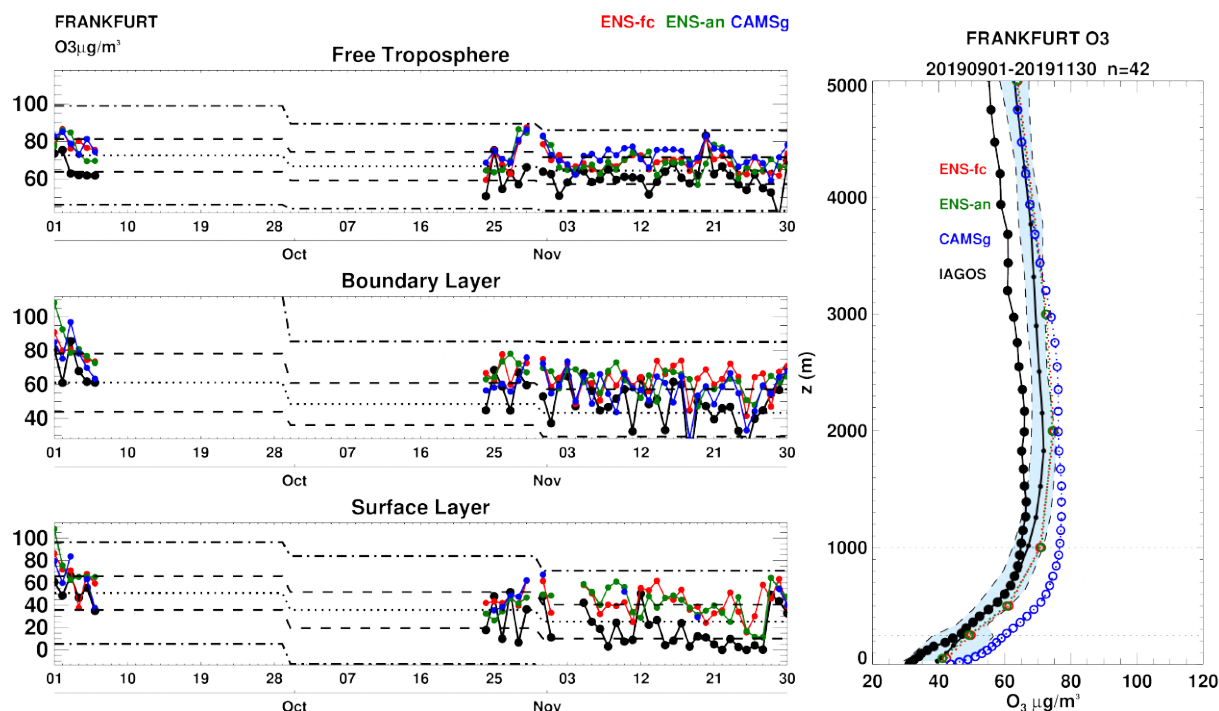 FRANKFURT
ENS-fc ENS-an CAMSg
O3μg/m³
Free Troposphere
100
80
60
01 10 19 28 07 16 25 03 12 21 30
Oct Nov
Boundary Layer
100
80
60
40
01 10 19 28 07 16 25 03 12 21 30
Oct Nov
Surface Layer
100
80
60
40
20
0
01 10 19 28 07 16 25 03 12 21 30
Oct Nov
FRANKFURT O3
20190901-20191130 n=42
5000
4000
3000
2000
1000
0
z (m)
ENS-fc
ENS-an
CAMSg
IAGOS
20 40 60 80 100 120
O₃ μg/m³